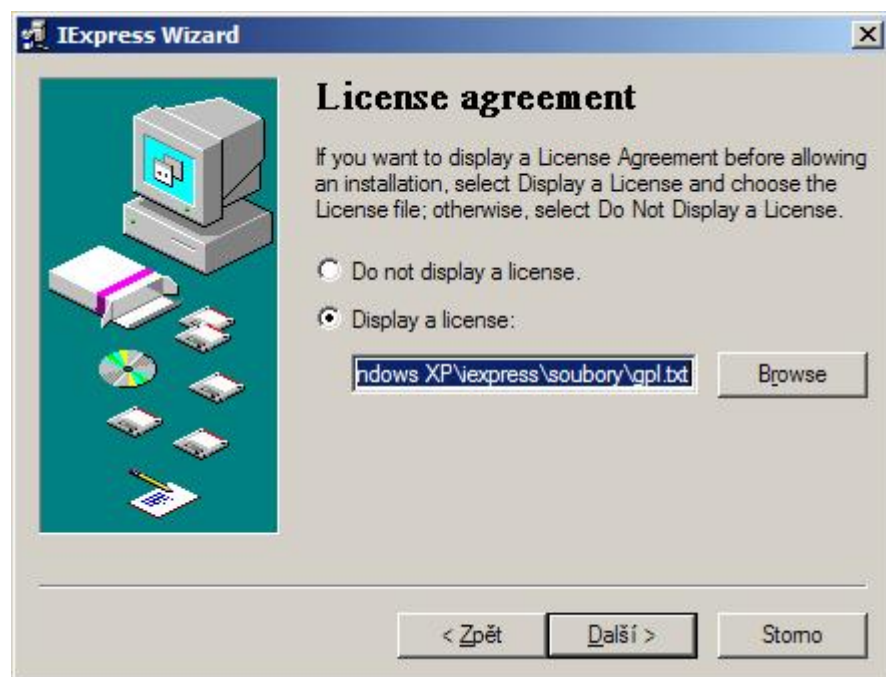 IExpress Wizard
License agreement
If you want to display a License Agreement before allowing
an installation, select Display a License and choose the
License file; otherwise, select Do Not Display a License.
Do not display a license.
Display a license:
ndows XP\iexpress\soubory\gpl.txt
Browse
< Zpět
Další >
Storno